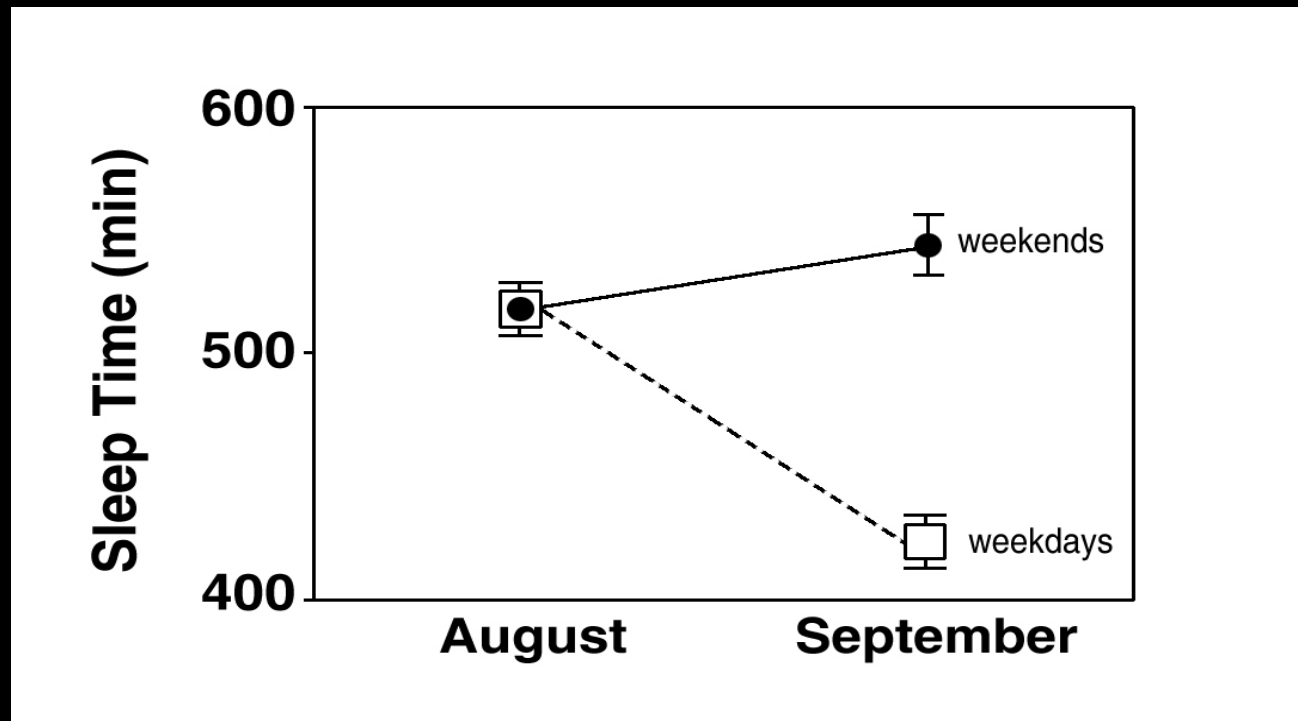 600
500
400
Sleep Time (min)
weekends
weekdays
August
September